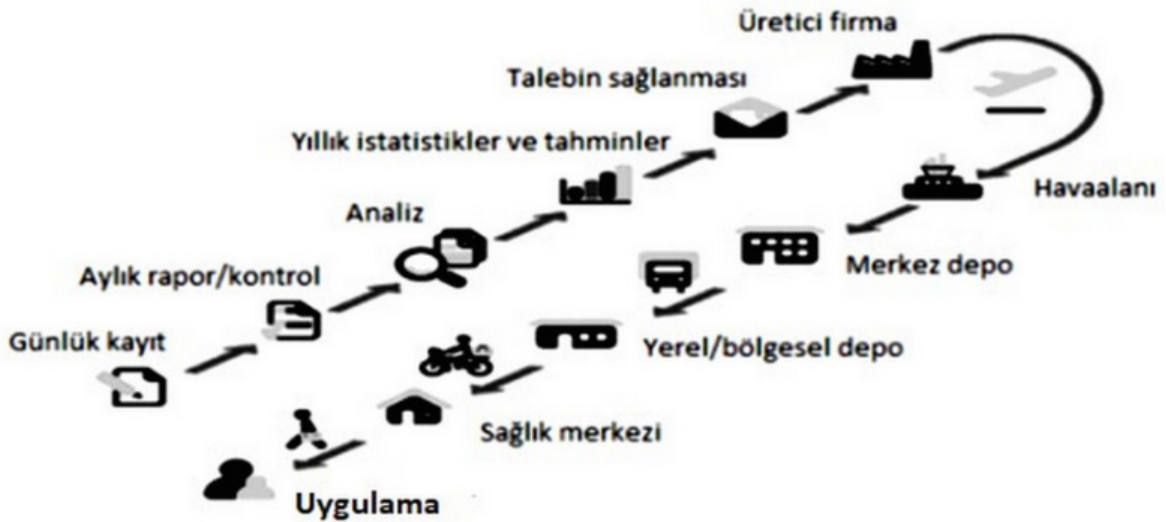 Üretici firma
Talebin sağlanması
Yıllık istatistikler ve tahminler
Havaalanı
Analiz
Merkez depo
Aylık rapor/kontrol
Günlük kayıt
Yerel/bölgesel depo
Sağlık merkezi
Uygulama